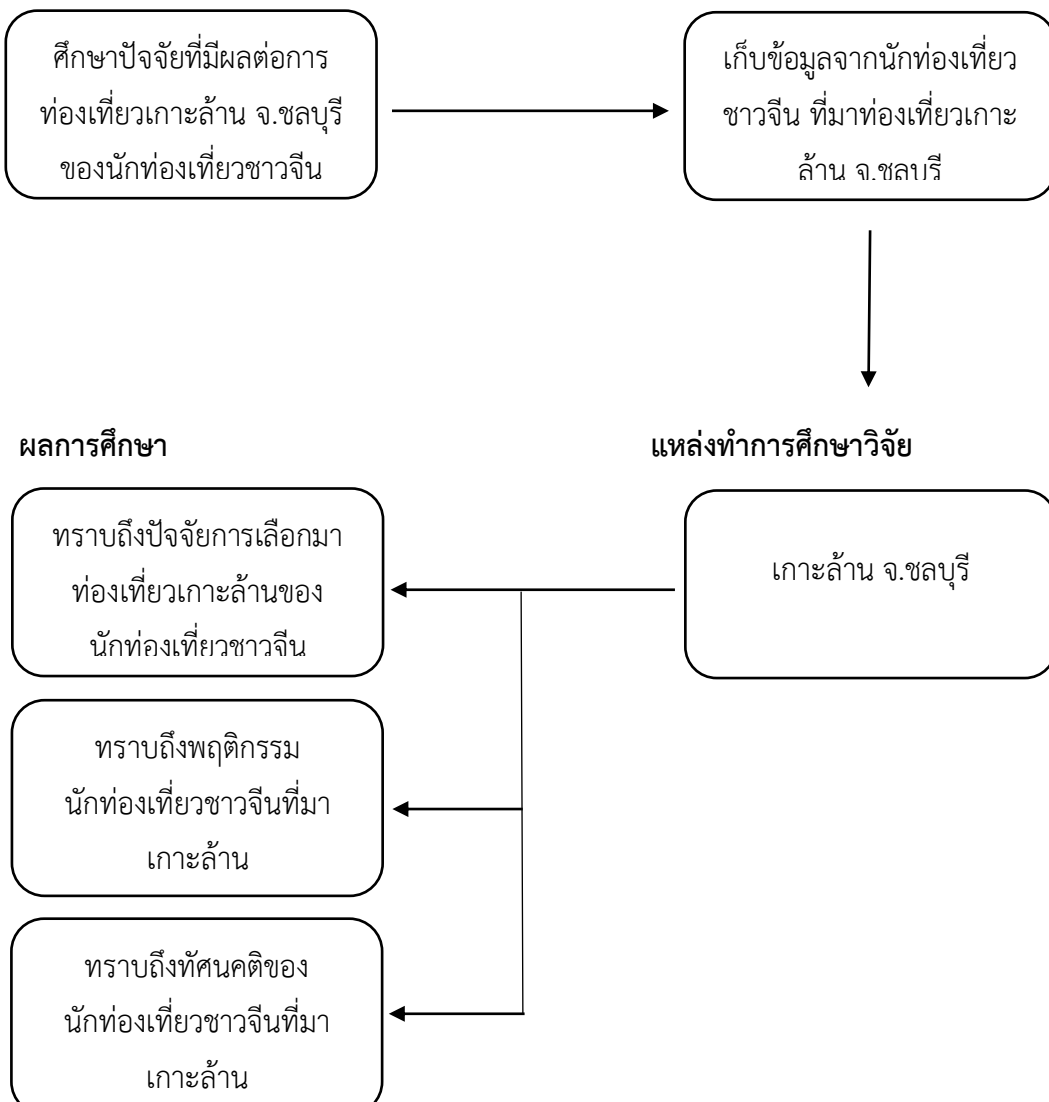 ศึกษาปัจจัยที่มีผลต่อการ
ท่องเที่ยวเกาะล้าน จ.ชลบุรี
ของนักท่องเที่ยวชาวจีน
เก็บข้อมูลจากนักท่องเที่ยว
ชาวจีน ที่มาท่องเที่ยวเกาะ
ล้าน จ.ชลบุรี
ผลการศึกษา
แหล่งทำการศึกษาวิจัย
ทราบถึงปัจจัยการเลือกมา
ท่องเที่ยวเกาะล้านของ
นักท่องเที่ยวชาวจีน
เกาะล้าน จ.ชลบุรี
ทราบถึงพฤติกรรม
นักท่องเที่ยวชาวจีนที่มา
เกาะล้าน
ทราบถึงทัศนคติของ
นักท่องเที่ยวชาวจีนที่มา
เกาะล้าน